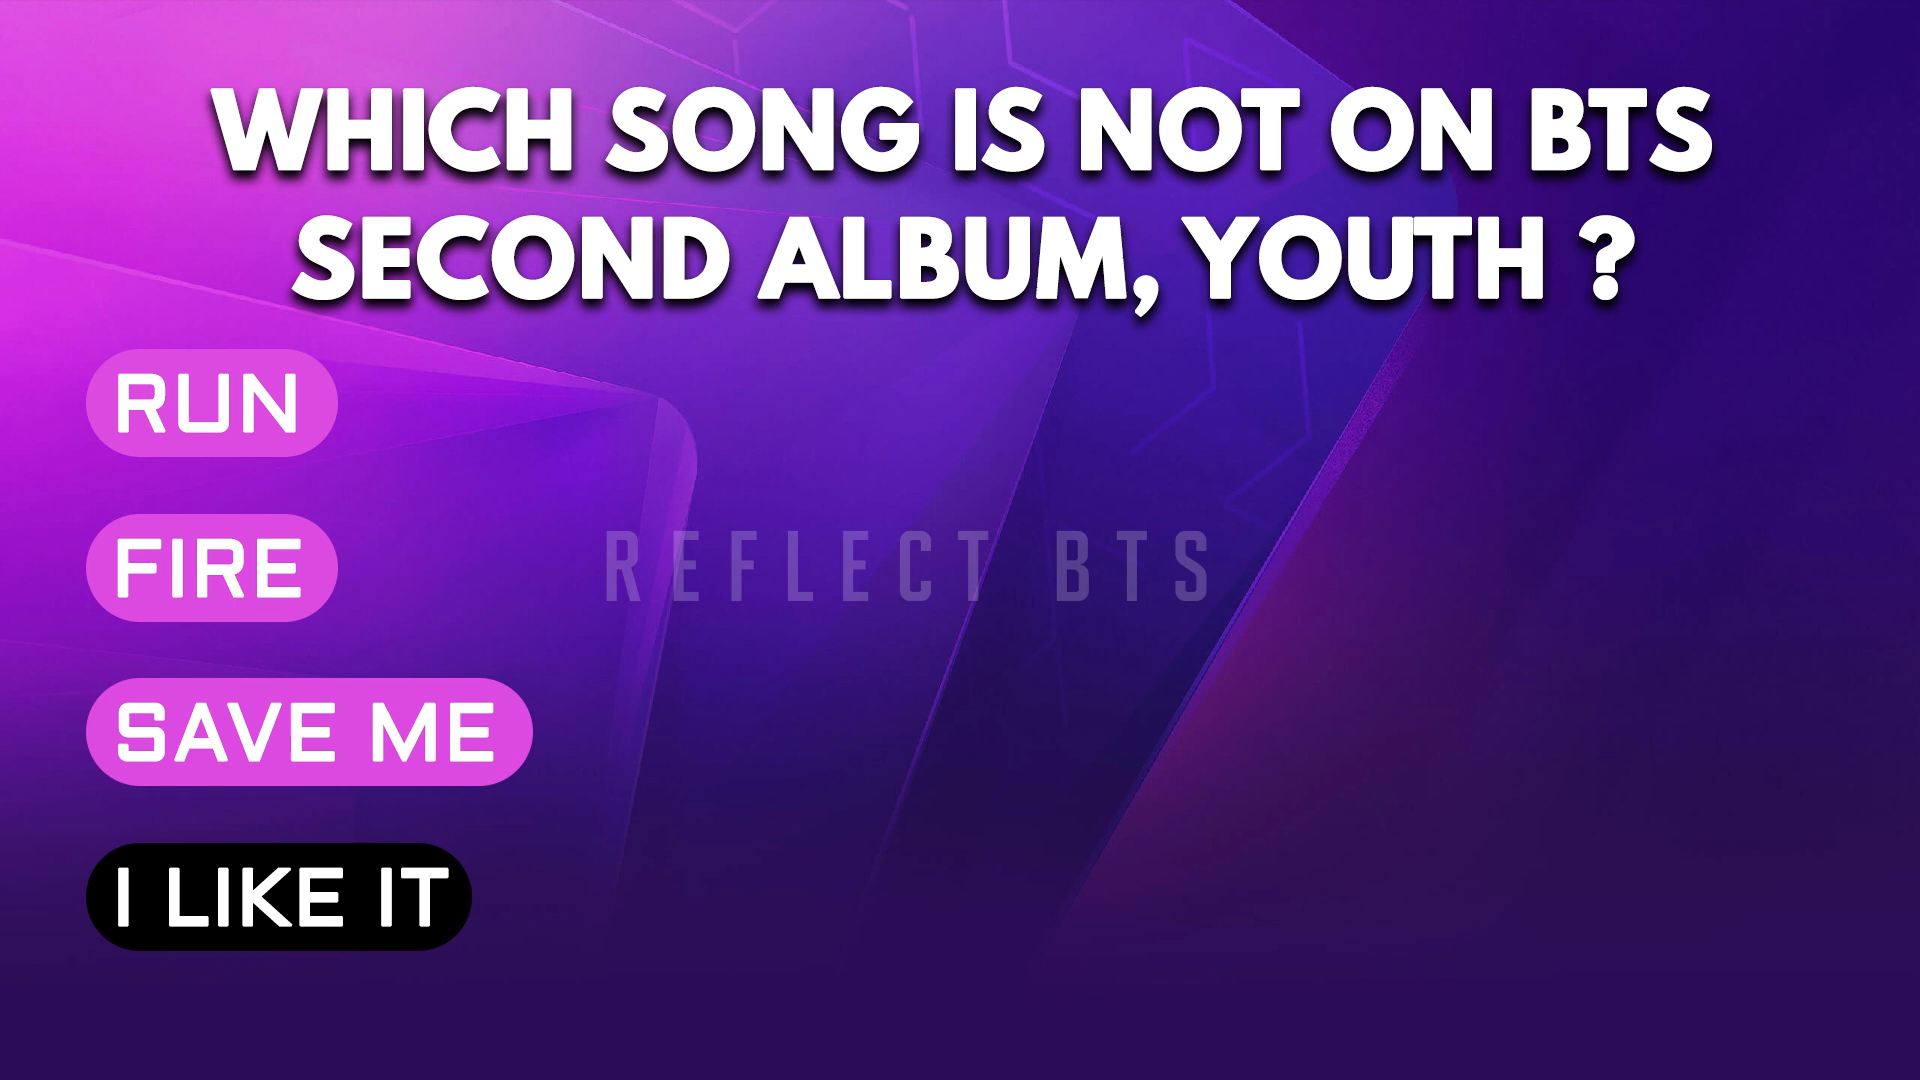 WHICH SONG IS NOT ON BTS
SECOND ALBUM, YOUTH ?
RUN
FIRE
REFLECT BTS
SAVE ME
I LIKE IT